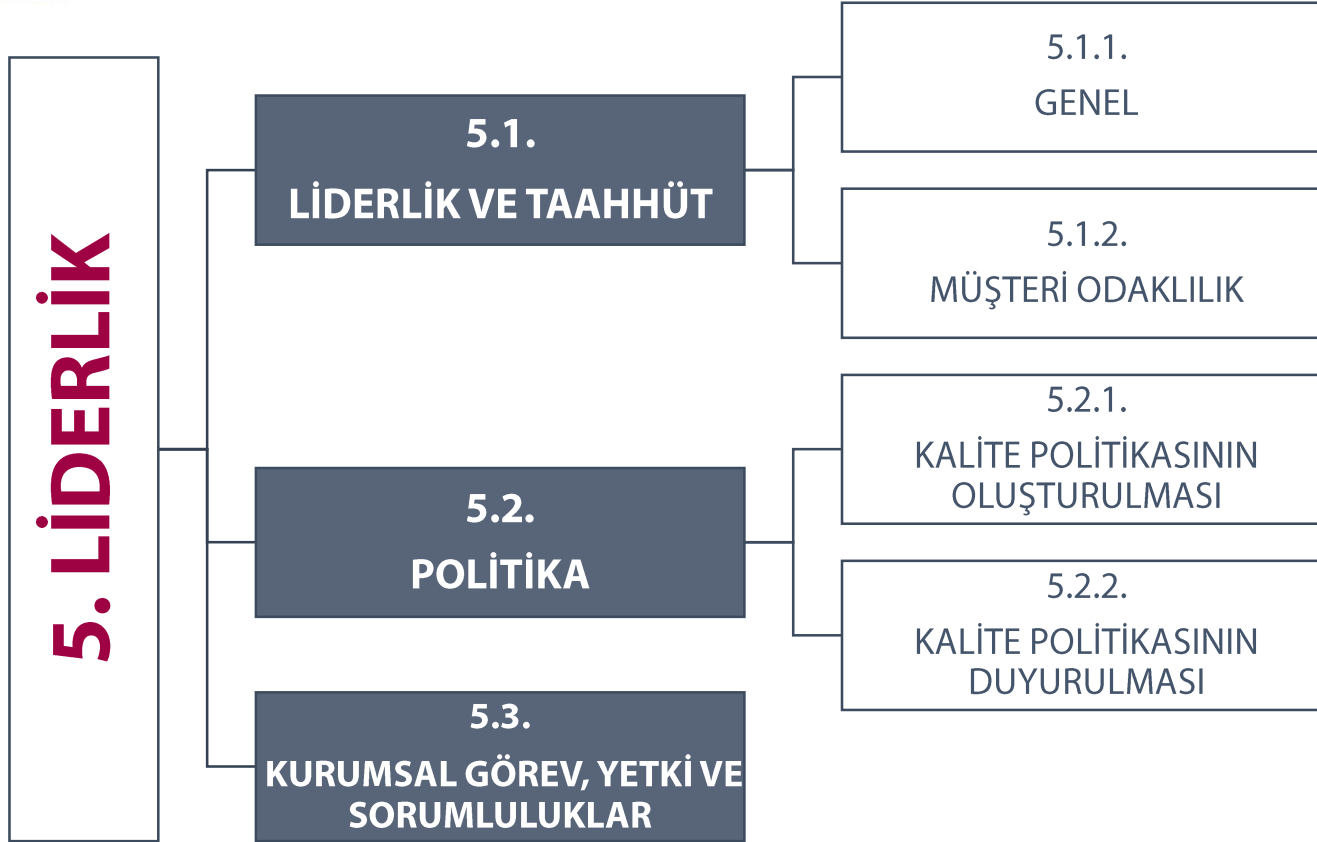 5. LİDERLİK
5.1.
LİDERLİK VE TAAHHÜT
5.1.1.
GENEL
5.1.2.
MÜŞTERİ ODAKLILIK
5.2.
POLİTİKA
5.2.1.
KALİTE POLİTİKASININ
OLUŞTURULMASI
5.2.2.
KALİTE POLİTİKASININ
DUYURULMASI
5.3.
KURUMSAL GÖREV, YETKİ VE
SORUMLULUKLAR